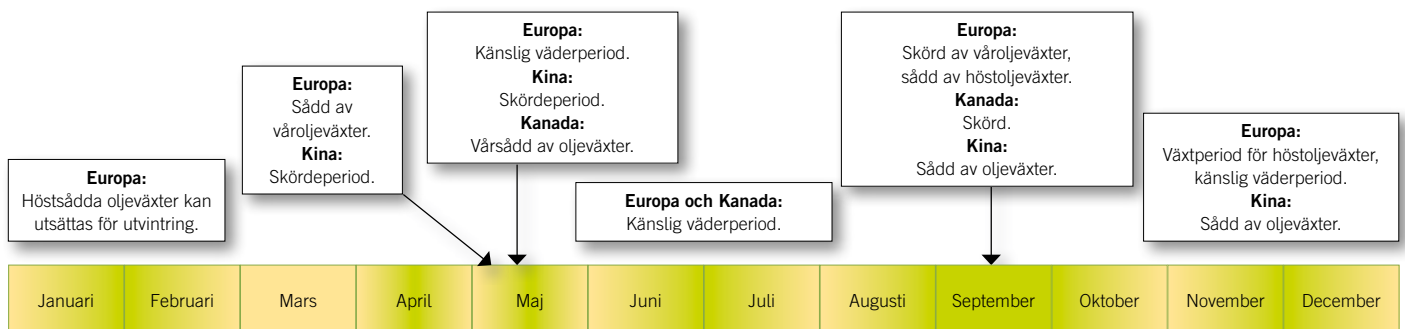 Europa:
Höstsådda oljeväxter kan
utsättas för utvintring.
Europa:
Sådd av
våroljeväxter.
Kina:
Skördeperiod.
Europa:
Känslig väderperiod.
Kina:
Skördeperiod.
Kanada:
Vårsådd av oljeväxter.
Europa och Kanada:
Känslig väderperiod.
Europa:
Skörd av våroljeväxter,
sådd av höstoljeväxter.
Kanada:
Skörd.
Kina:
Sådd av oljeväxter.
Europa:
Växtperiod för höstoljeväxter,
känslig väderperiod.
Kina:
Sådd av oljeväxter.
Januari
Februari
Mars
April
Maj
Juni
Juli
Augusti
September
Oktober
November
December